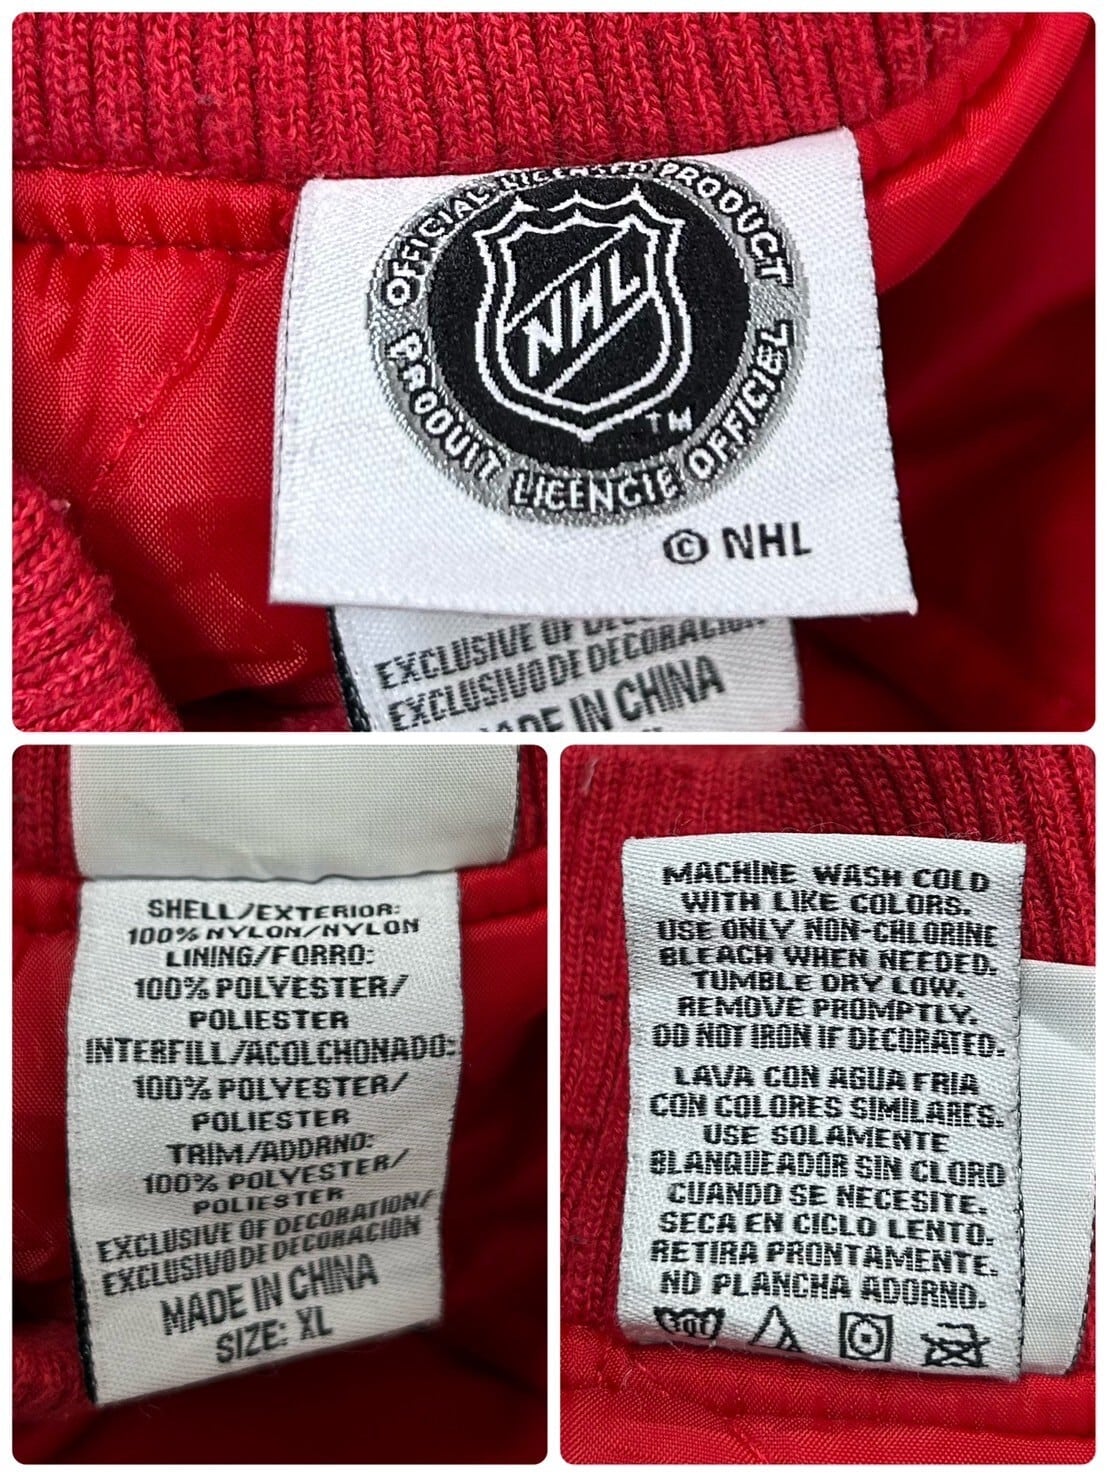 OFFICIAL LICENSED PRODUCT
NHL
TM
PRODUIT LICENCIÉ OFFICIEL
© NHL
EXCLUSIVE OF
EXCLUSIVO DE DECORACION
MADE IN CHINA
SHELL/EXTERIOR:
100% NYLON/NYLON
LINING/FORRO:
100% POLYESTER/
POLIESTER
INTERFILL/ACOLCHONADO:
100% POLYESTER/
POLIESTER
TRIM/ADDRNO:
100% POLYESTER/
POLIESTER
EXCLUSIVE OF DECORATION/
EXCLUSIVO DE DECORACION
MADE IN CHINA
SIZE: XL
MACHINE WASH COLD
WITH LIKE COLORS.
USE ONLY NON-CHLORINE
BLEACH WHEN NEEDED.
TUMBLE DRY LOW.
REMOVE PROMPTLY.
DO NOT IRON IF DECORATED.
LAVA CON AGUA FRIA
CON COLORES SIMILARES.
USE SOLAMENTE
BLANQUEADOR SIN CLORO
CUANDO SE NECESITE.
SECA EN CICLO LENTO.
RETIRA PRONTAMENTE.
NO PLANCHA ADORNO.